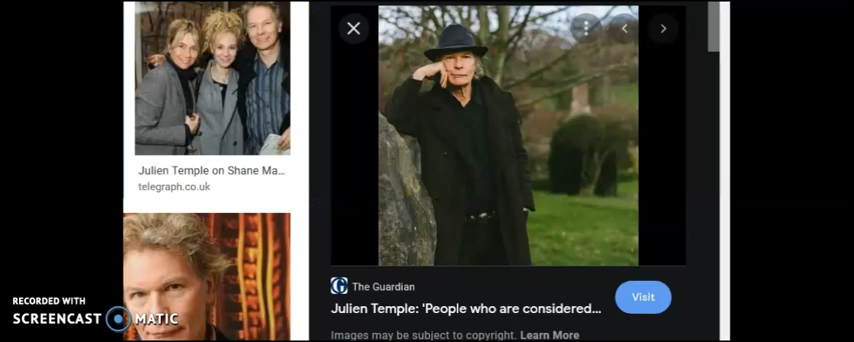 Julien Temple on Shane Ma...
telegraph.co.uk
The Guardian
Julien Temple: 'People who are considered...
Visit
Images may be subject to copyright. Learn More
RECORDED WITH
SCREENCAST MATIC